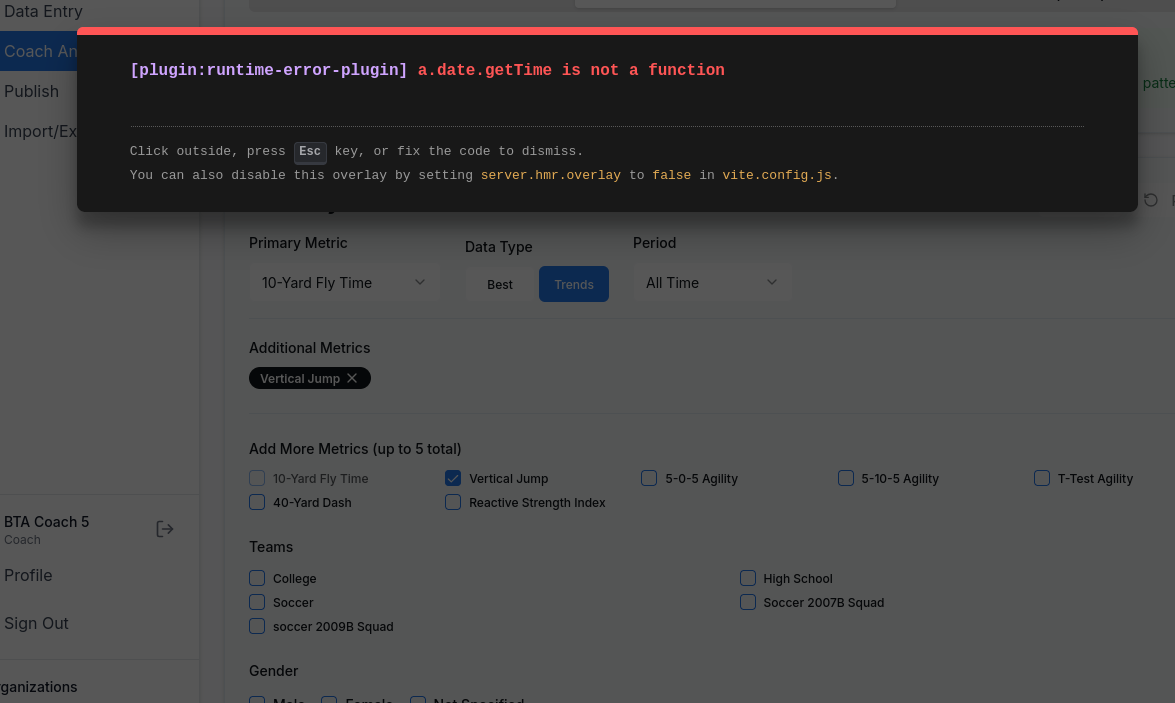 Data Entry
Coach An
Publish
Import/Ex
[plugin:runtime-error-plugin] a.date.getTime is not a function
Click outside, press Esc key, or fix the code to dismiss.
You can also disable this overlay by setting server.hmr.overlay to false in vite.config.js.
patte
Primary Metric
Data Type
Period
10-Yard Fly Time
Best
Trends
All Time
Additional Metrics
Vertical Jump
Add More Metrics (up to 5 total)
10-Yard Fly Time
Vertical Jump
5-0-5 Agility
5-10-5 Agility
T-Test Agility
40-Yard Dash
Reactive Strength Index
Teams
College
High School
Soccer
Soccer 2007B Squad
soccer 2009B Squad
Gender
Male
Female
Not Specified
BTA Coach 5
Coach
Profile
Sign Out
rganizations